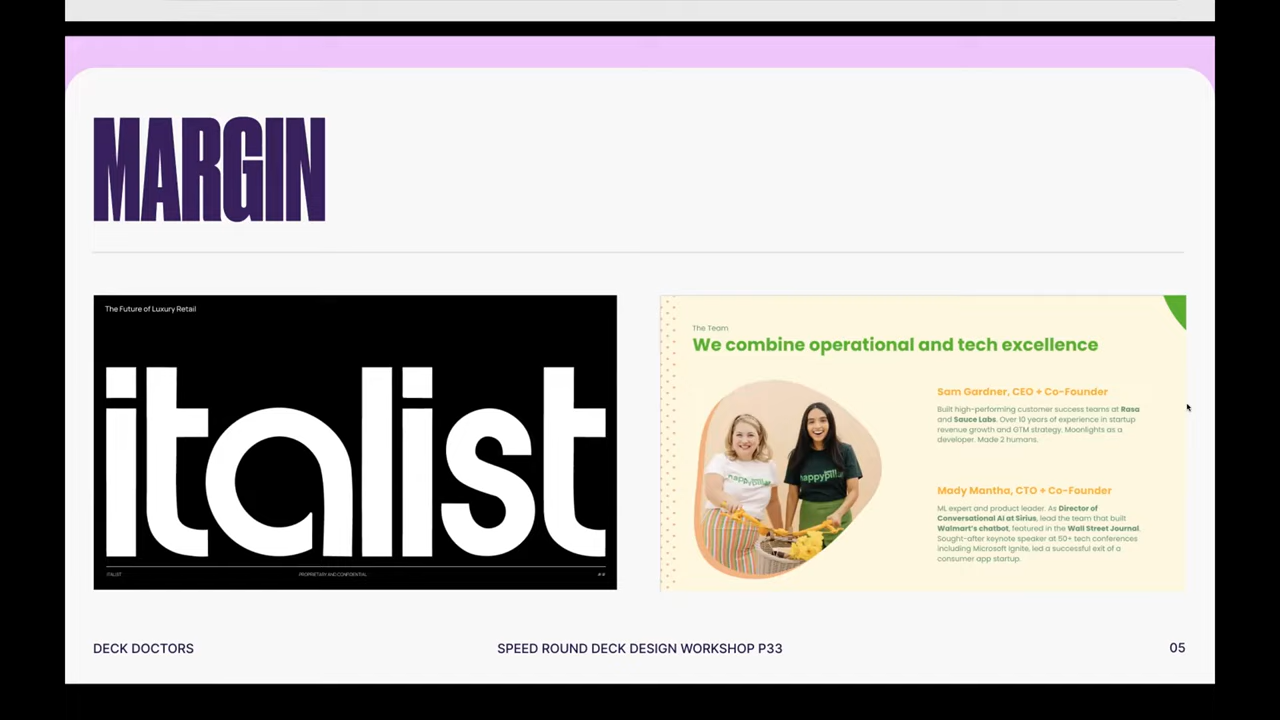 MARGIN
The Future of Luxury Retail
italist
ITALIST PROPRIETARY AND CONFIDENTIAL
The Team
We combine operational and tech excellence
happypillar
happypillar
Sam Gardner, CEO + Co-Founder
Built high-performing customer success teams at Rasa
and Sauce Labs. Over 10 years of experience in startup
revenue growth and GTM strategy. Moonlights as a
developer. Made 2 humans.
Mady Mantha, CTO + Co-Founder
ML expert and product leader. As Director of
Conversational AI at Sirius, lead the team that built
Walmart's chatbot, featured in the Wall Street Journal.
Sought-after keynote speaker at 50+ tech conferences
including Microsoft Ignite, led a successful exit of a
consumer app startup.
DECK DOCTORS SPEED ROUND DECK DESIGN WORKSHOP P33 05